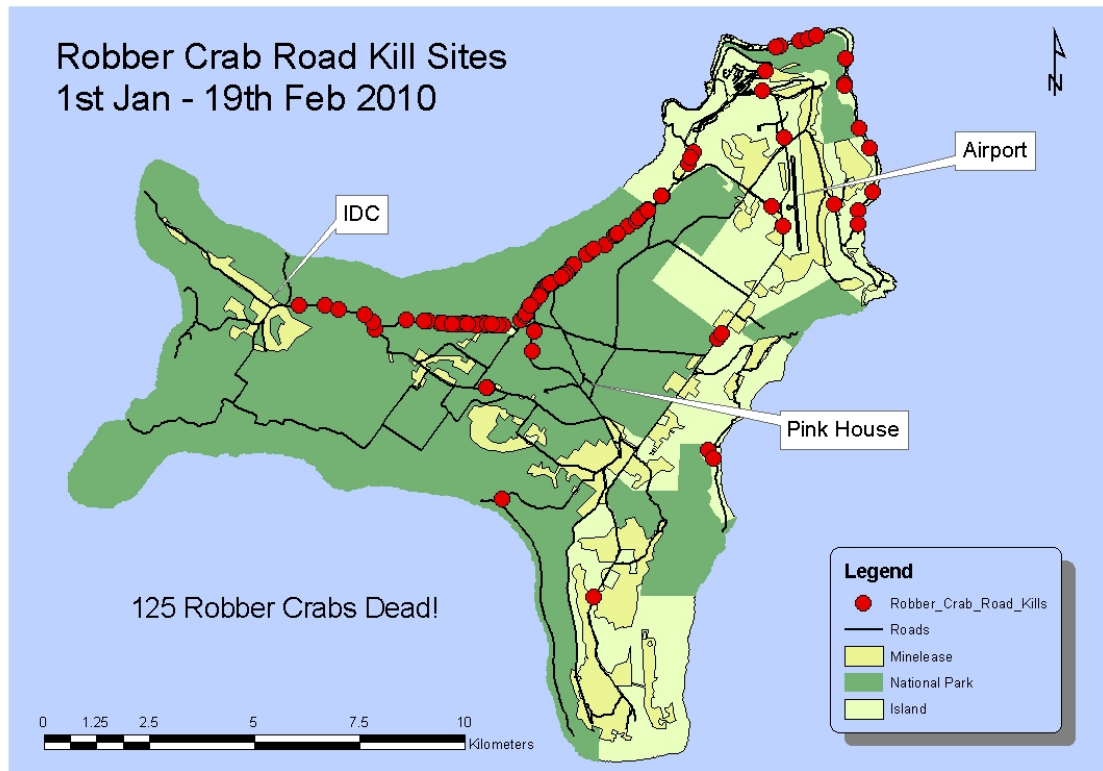 Robber Crab Road Kill Sites
1st Jan - 19th Feb 2010
N
Airport
IDC
Pink House
125 Robber Crabs Dead!
Legend
Robber_Crab_Road_Kills
Roads
Minelease
National Park
Island
0 1.25 2.5 5 7.5 10
Kilometers